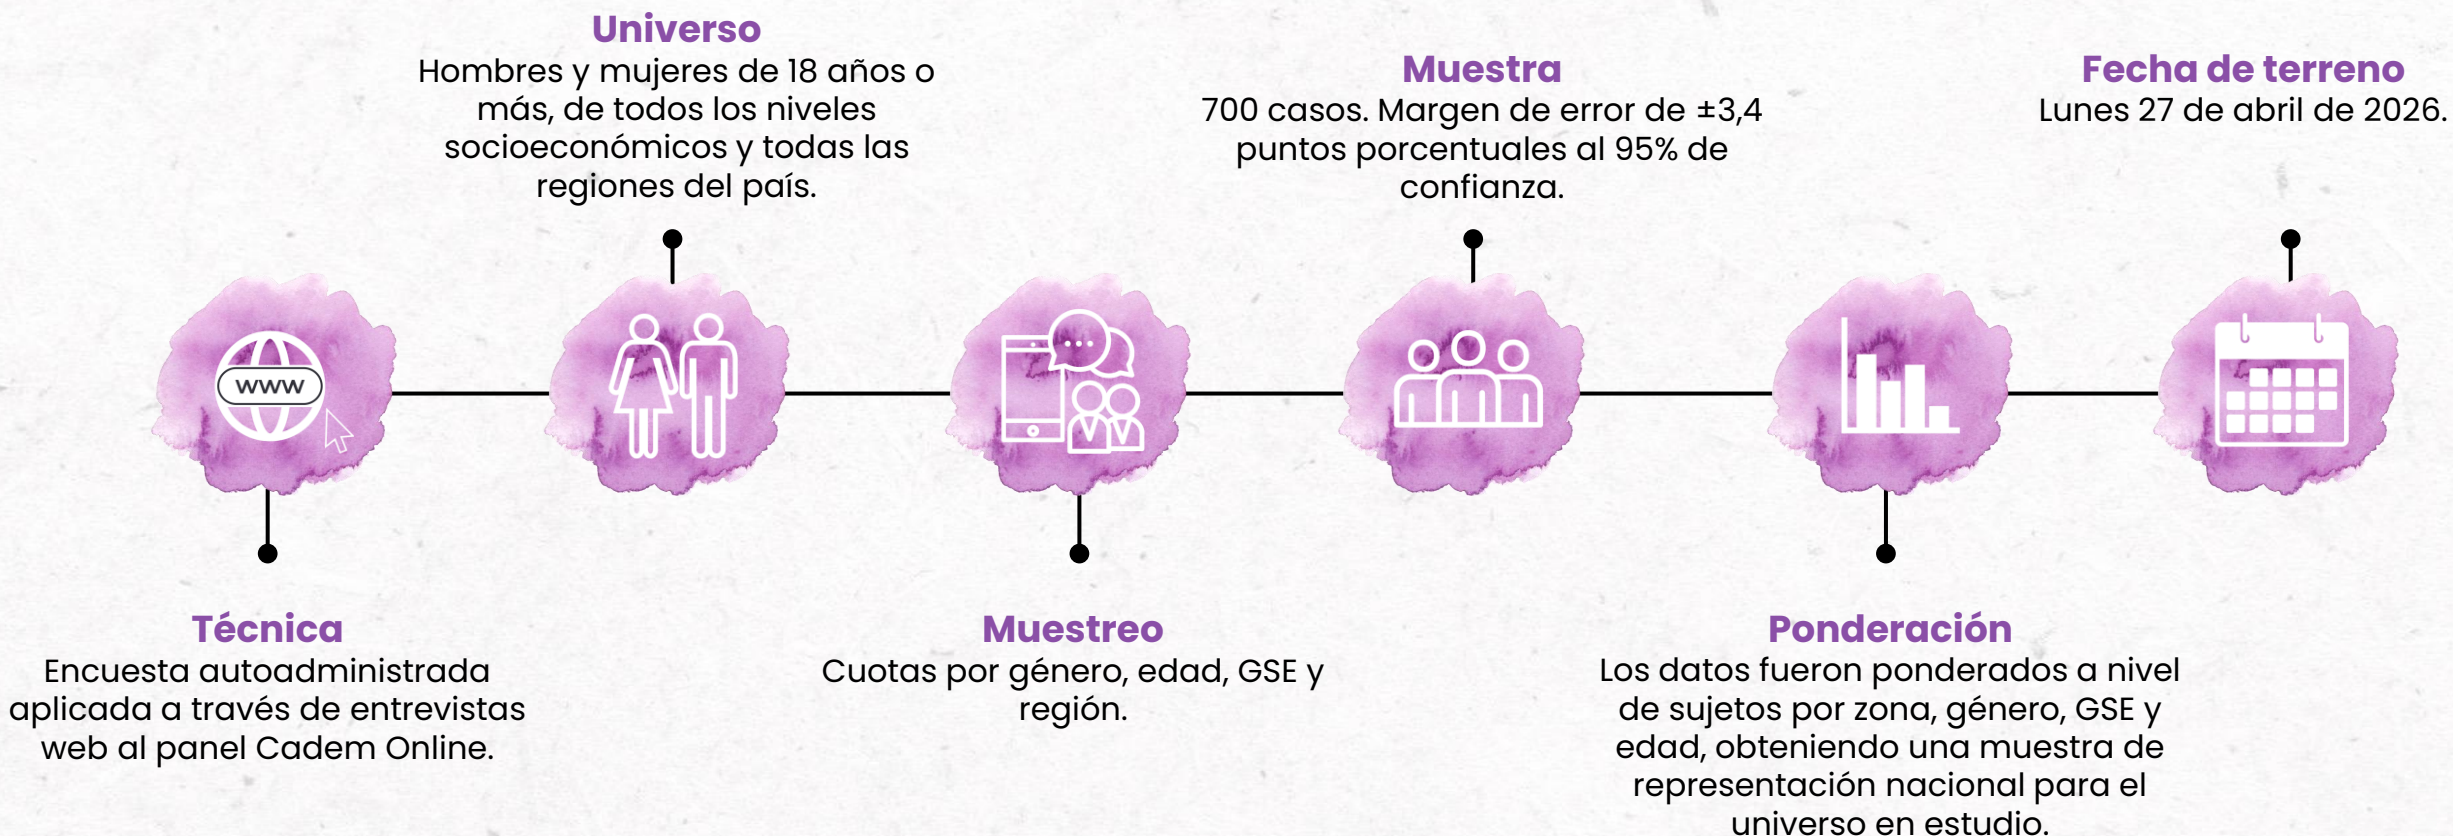 Universo
Hombres y mujeres de 18 años o
más, de todos los niveles
socioeconómicos y todas las
regiones del país.
Muestra
700 casos. Margen de error de ±3,4
puntos porcentuales al 95% de
confianza.
Fecha de terreno
Lunes 27 de abril de 2026.
www
Técnica
Encuesta autoadministrada
aplicada a través de entrevistas
web al panel Cadem Online.
Muestreo
Cuotas por género, edad, GSE y
región.
Ponderación
Los datos fueron ponderados a nivel
de sujetos por zona, género, GSE y
edad, obteniendo una muestra de
representación nacional para el
universo en estudio.